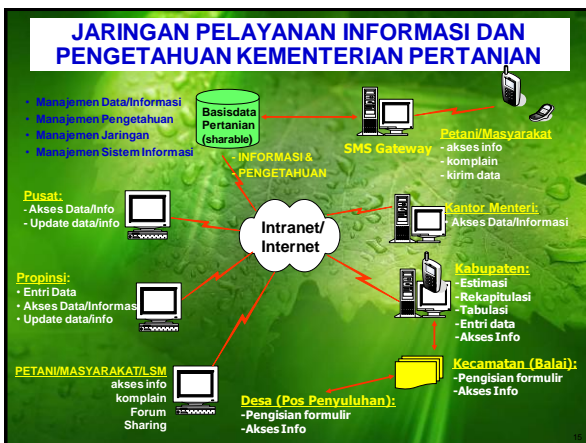 JARINGAN PELAYANAN INFORMASI DAN
PENGETAHUAN KEMENTERIAN PERTANIAN
• Manajemen Data/Informasi
• Manajemen Pengetahuan
• Manajemen Jaringan
• Manajemen Sistem Informasi
Basisdata
Pertanian
(sharable)
- INFORMASI &
- PENGETAHUAN
SMS Gateway
Petani/Masyarakat
- akses info
- komplain
- kirim data
Pusat:
- Akses Data/Info
- Update data/info
Intranet/
Internet
Kantor Menteri:
• Akses Data/Informasi
Propinsi:
• Entri Data
• Akses Data/Informas
• Update data/info
Kabupaten:
-Estimasi
-Rekapitulasi
-Tabulasi
-Entri data
-Akses Info
PETANI/MASYARAKAT/LSM
akses info
komplain
Forum
Sharing
Kecamatan (Balai):
-Pengisian formulir
-Akses Info
Desa (Pos Penyuluhan):
-Pengisian formulir
-Akses Info